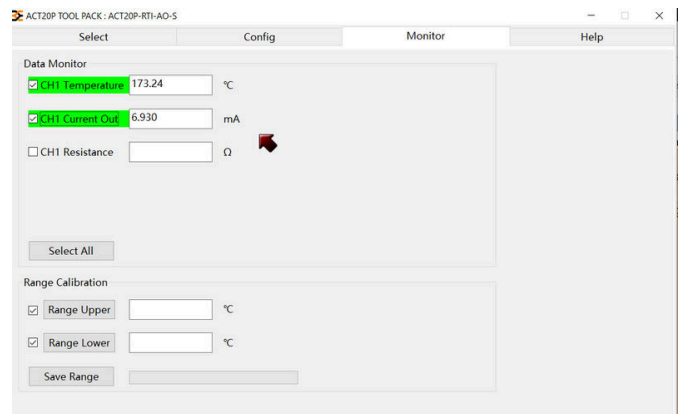 ACT20P TOOL PACK : ACT20P-RTI-AO-S
Select Config Monitor Help
Data Monitor
CH1 Temperature 173.24 ℃
CH1 Current Out 6.930 mA
CH1 Resistance Ω
Select All
Range Calibration
Range Upper ℃
Range Lower ℃
Save Range